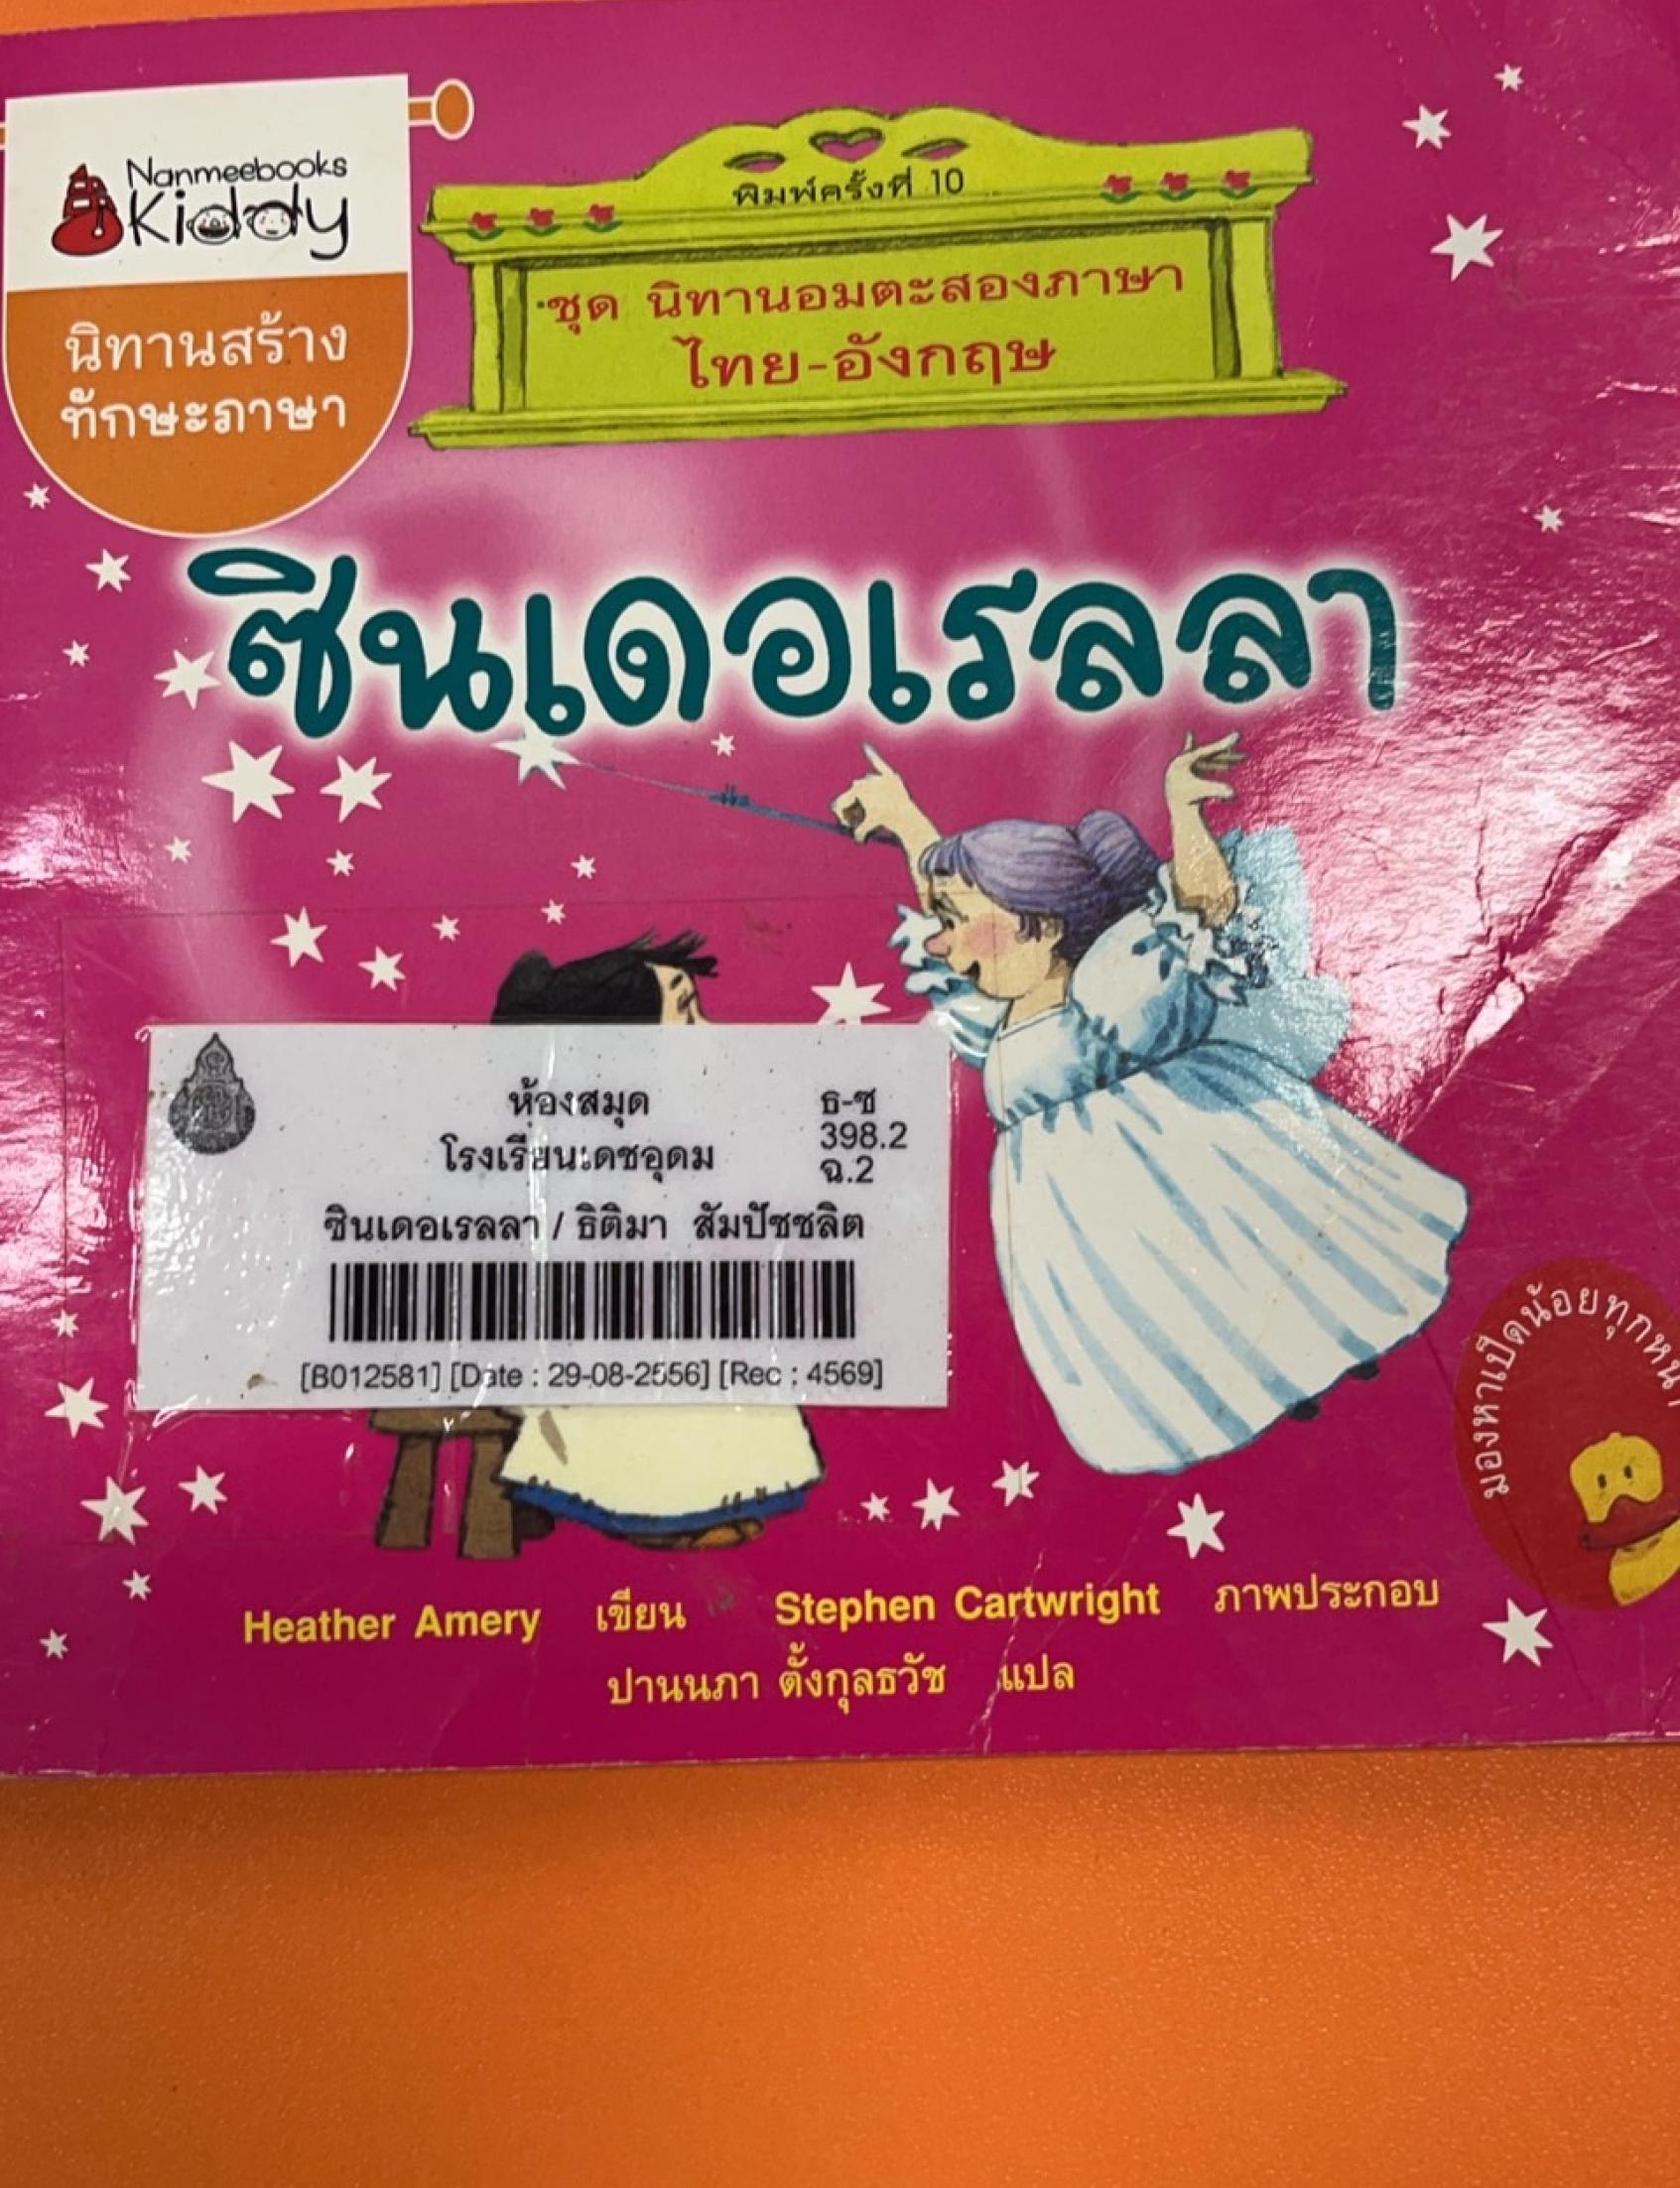 Nanmeebooks
Kiddy
นิทานสร้าง
ทักษะภาษา
พิมพ์ครั้งที่ 10
ชุด นิทานอมตะสองภาษา
ไทย-อังกฤษ
ซินเดอเรลลา
ห้องสมุด
โรงเรียนเดชอุดม
ธ-ซ
398.2
ฉ.2
ซินเดอเรลลา / ธิติมา สัมปัชชลิต
[B012581] [Date : 29-08-2556] [Rec : 4569]
มองหาเป็ดน้อยทุกหน้า
Heather Amery เขียน Stephen Cartwright ภาพประกอบ
ปานนภา ตั้งกุลธวัช แปล